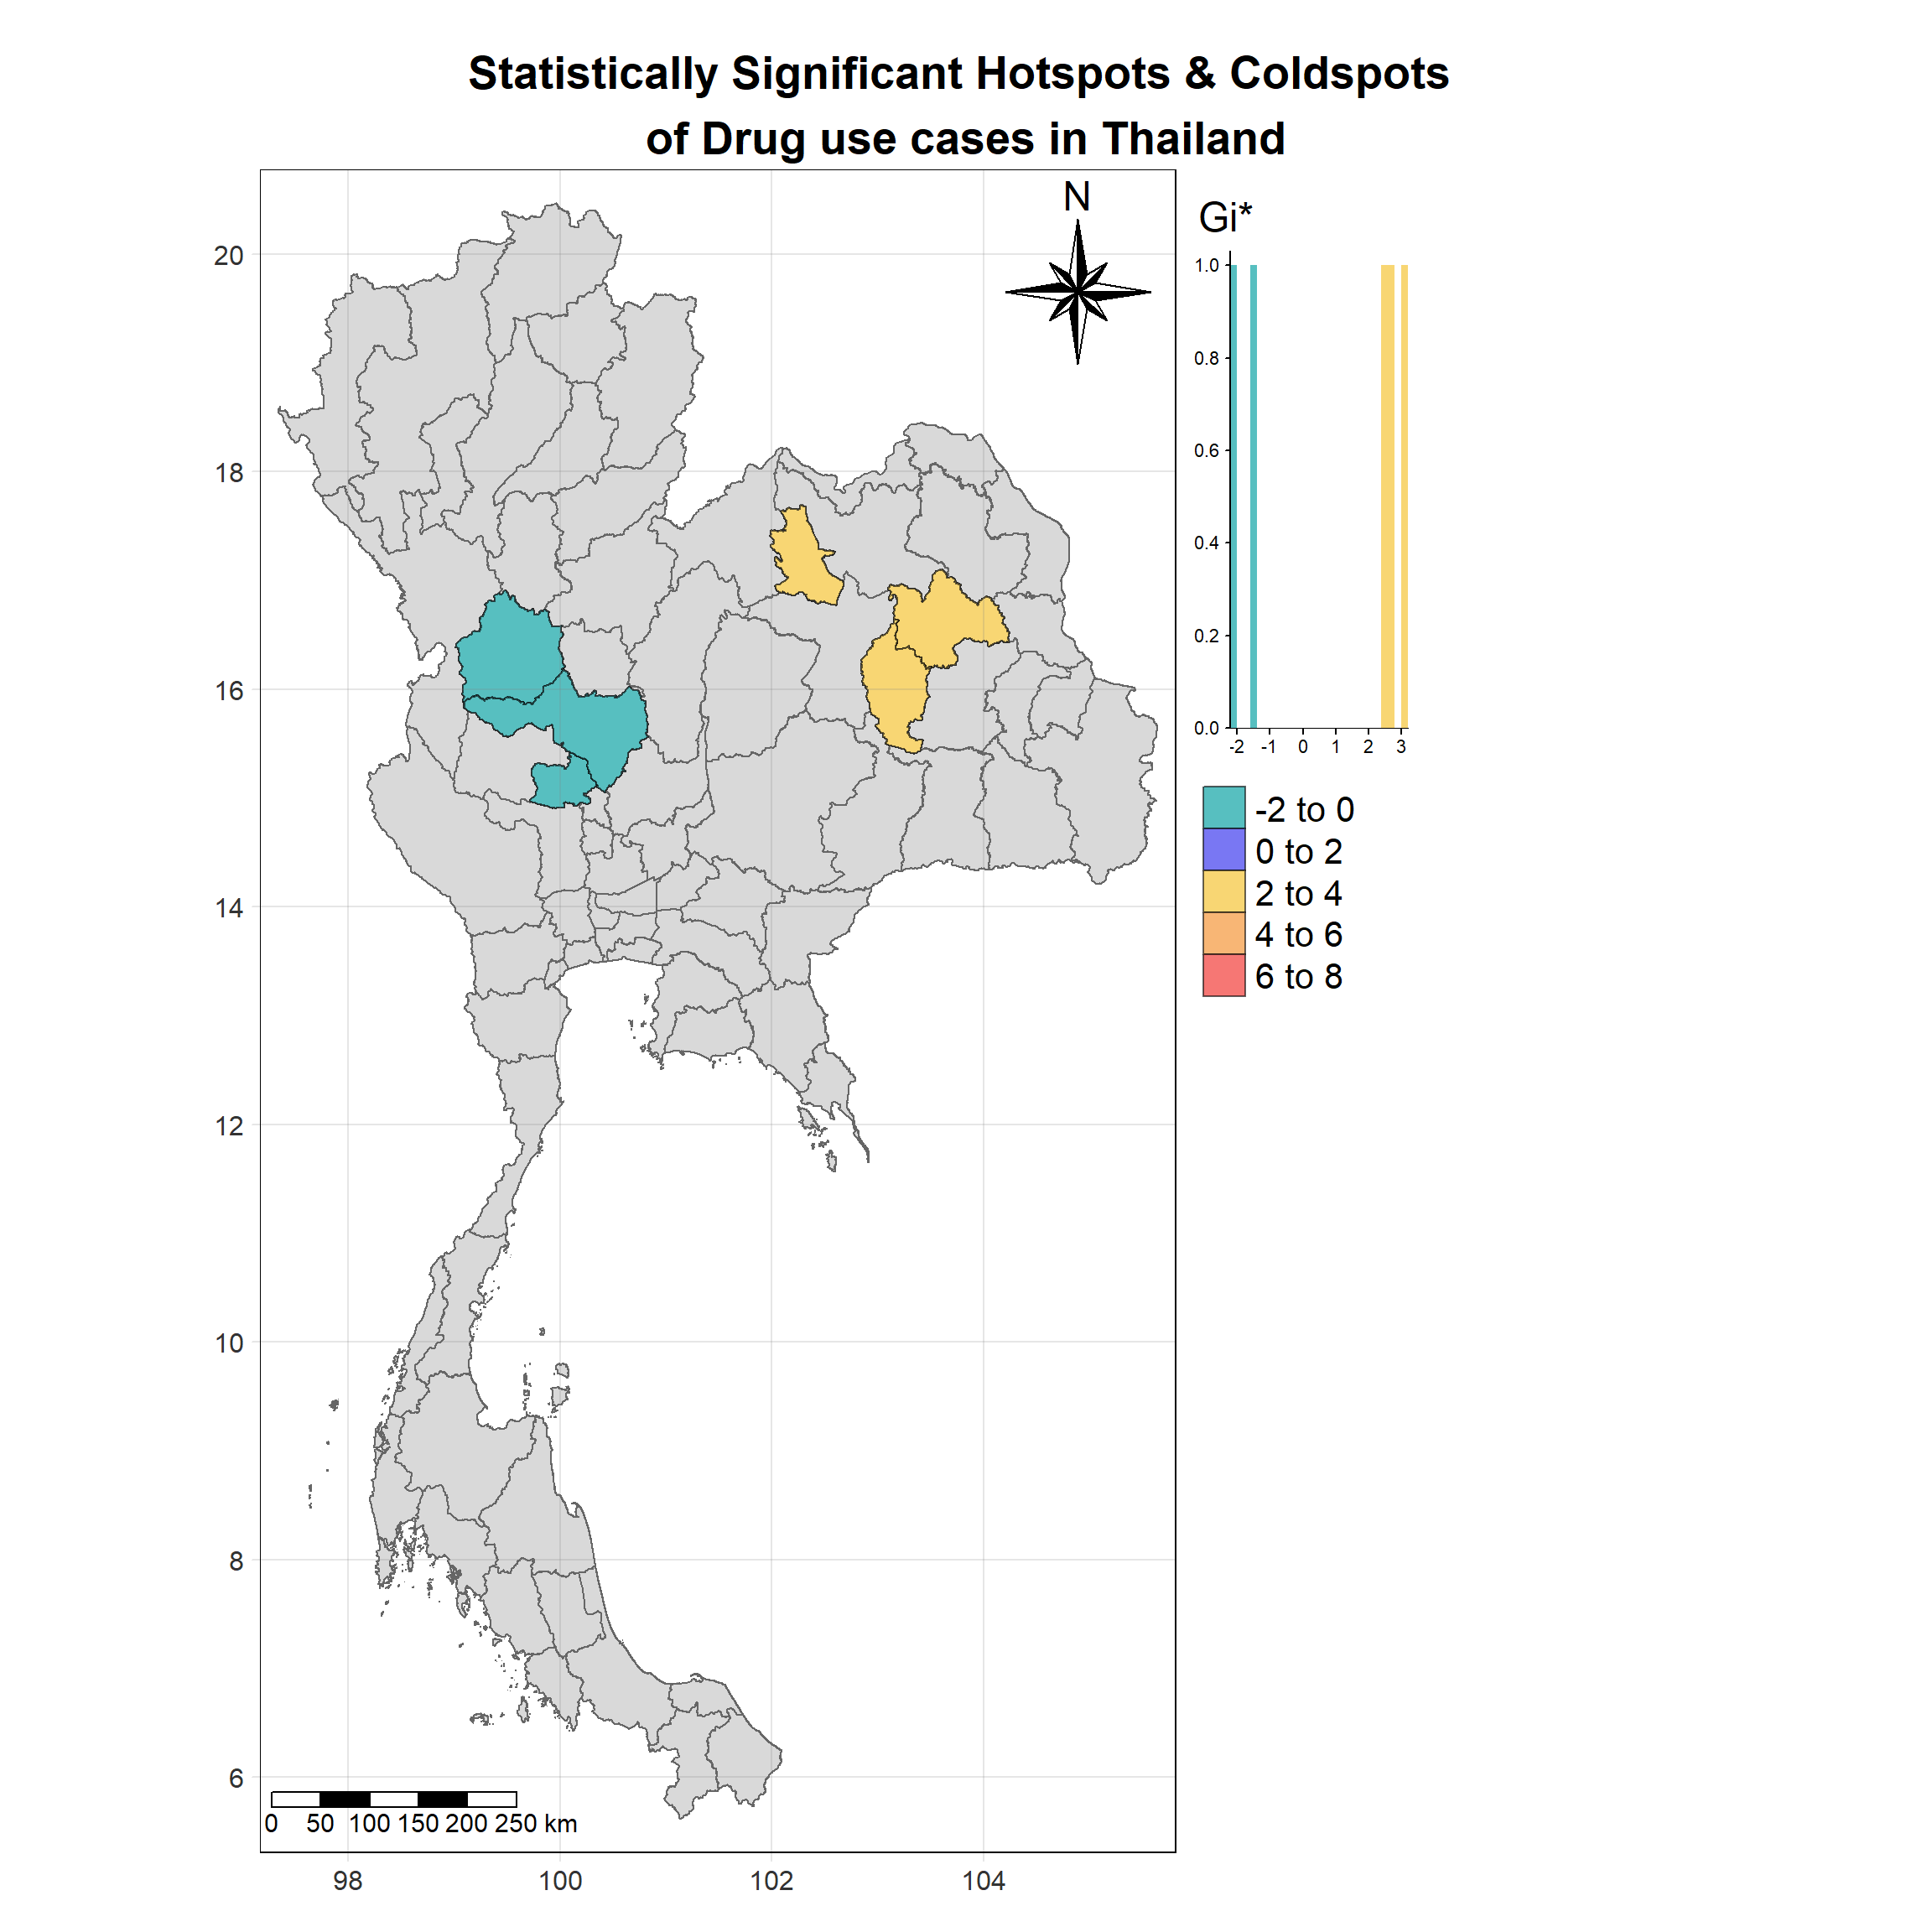 Statistically Significant Hotspots & Coldspots
of Drug use cases in Thailand
N
20
18
16
14
12
10
8
6
98 100 102 104
0 50 100 150 200 250 km
Gi*
1.0
0.8
0.6
0.4
0.2
0.0
-2 -1 0 1 2 3
-2 to 0
0 to 2
2 to 4
4 to 6
6 to 8